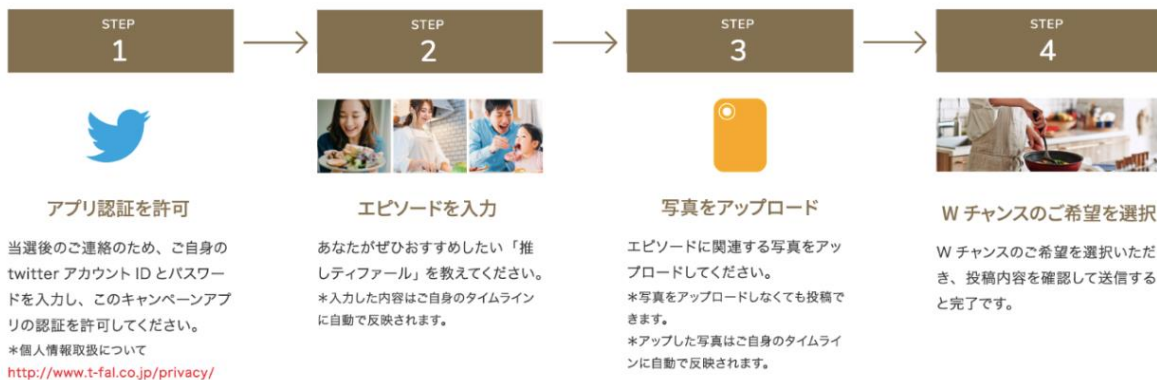 STEP
1
アプリ認証を許可
当選後のご連絡のため、ご自身の
twitter アカウント ID とパスワー
ドを入力し、このキャンペーンアプ
リの認証を許可してください。
＊個人情報取扱について
http://www.t-fal.co.jp/privacy/
STEP
2
エピソードを入力
あなたがぜひおすすめしたい「推
しティファール」を教えてください。
＊入力した内容はご自身のタイムライン
に自動で反映されます。
STEP
3
写真をアップロード
エピソードに関連する写真をアッ
プロードしてください。
＊写真をアップロードしなくても投稿で
きます。
＊アップした写真はご自身のタイムライ
ンに自動で反映されます。
STEP
4
W チャンスのご希望を選択
W チャンスのご希望を選択いただ
き、投稿内容を確認して送信する
と完了です。